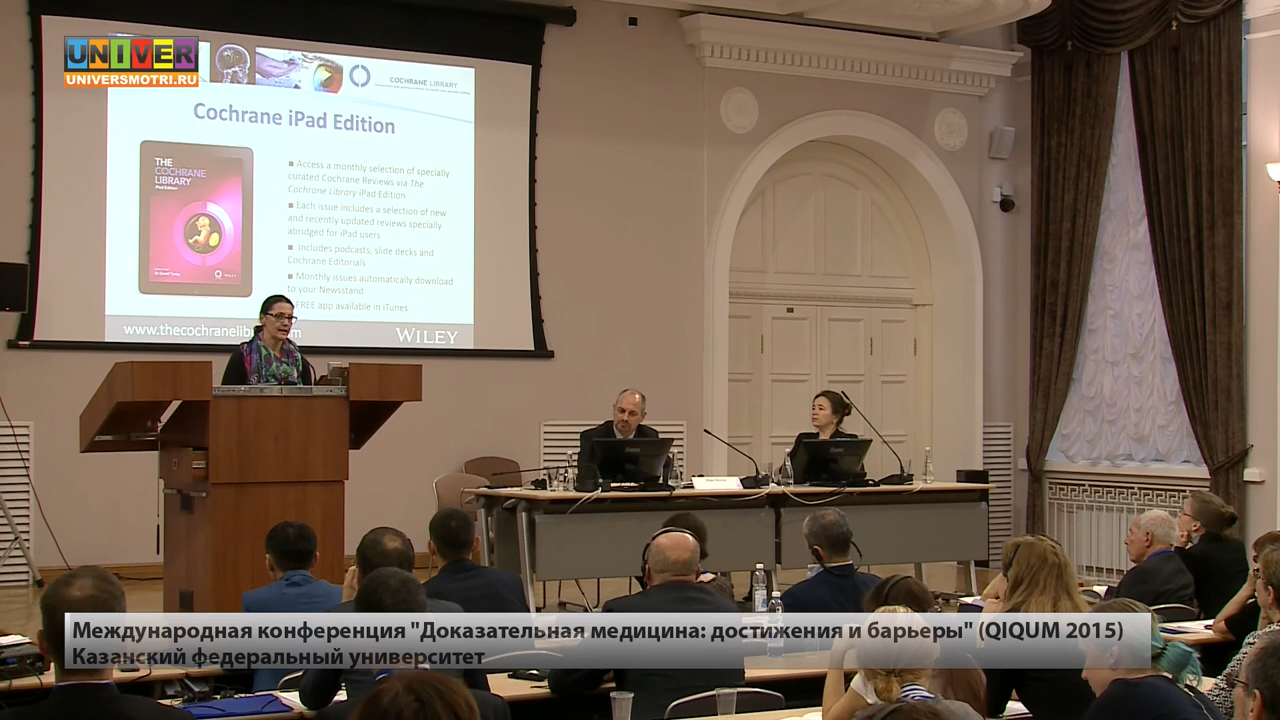 UNIVER
UNIVERSMOTRI.RU
COCHRANE LIBRARY
Cochrane iPad Edition
THE
COCHRANE
LIBRARY
iPad Edition
WILEY
■ Access a monthly selection of specially
curated Cochrane Reviews via The
Cochrane Library iPad Edition
■ Each issue includes a selection of new
and recently updated reviews specially
abridged for iPad users
■ Includes podcasts, slide decks and
Cochrane Editorials
■ Monthly issues automatically download
to your Newsstand
FREE app available in iTunes
www.thecochranelib m
WILEY
Международная конференция "Доказательная медицина: достижения и барьеры" (QIQUM 2015)
Казанский федеральный университет